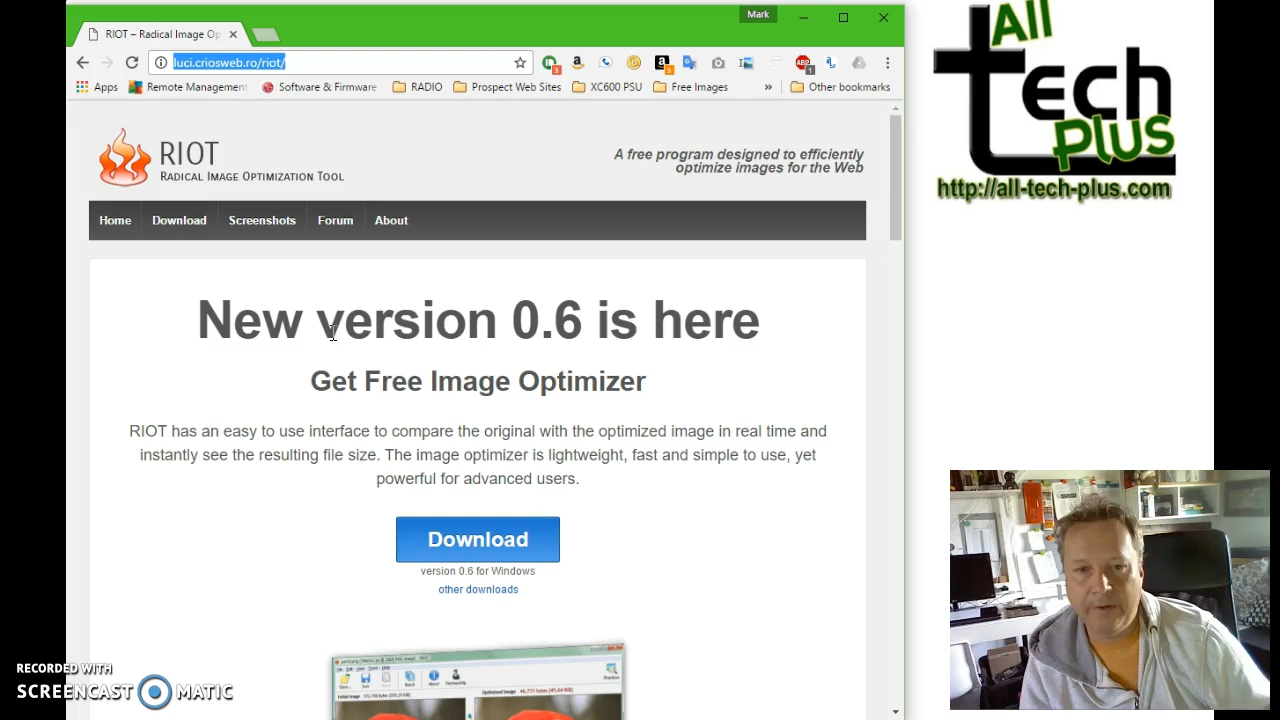 Mark
RIOT – Radical Image Op
luci.criosweb.ro/riot/
Apps
Remote Management
Software & Firmware
RADIO
Prospect Web Sites
XC600 PSU
Free Images
»
Other bookmarks
RIOT
RADICAL IMAGE OPTIMIZATION TOOL
A free program designed to efficiently
optimize images for the Web
Home
Download
Screenshots
Forum
About
New version 0.6 is here
Get Free Image Optimizer
RIOT has an easy to use interface to compare the original with the optimized image in real time and
instantly see the resulting file size. The image optimizer is lightweight, fast and simple to use, yet
powerful for advanced users.
Download
version 0.6 for Windows
other downloads
All
tech
Plus
http://all-tech-plus.com
RECORDED WITH
SCREENCAST MATIC